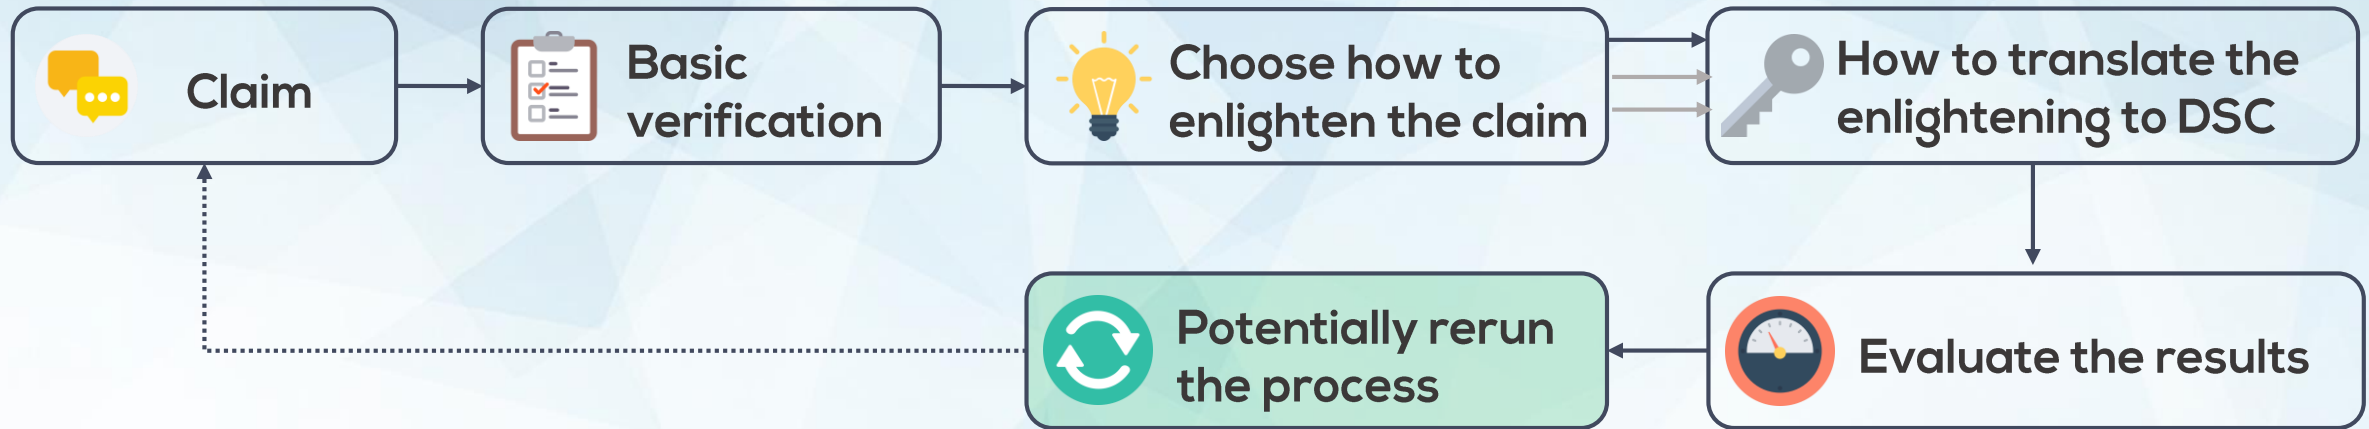 Claim
Basic
verification
Choose how to
enlighten the claim
How to translate the
enlightening to DSC
Potentially rerun
the process
Evaluate the results